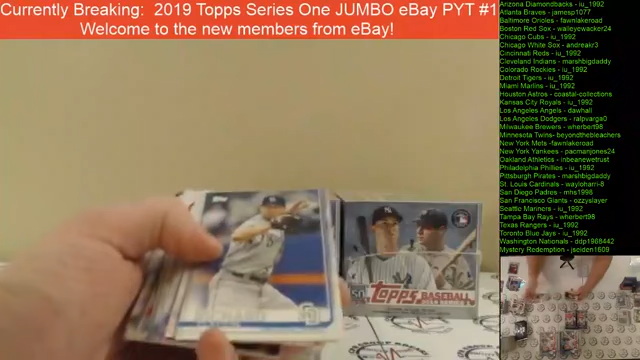 Currently Breaking: 2019 Topps Series One JUMBO eBay PYT #1
Welcome to the new members from eBay!
Arizona Diamondbacks - iu_1992
Atlanta Braves - jamesp1077
Baltimore Orioles - fawnlakeroad
Boston Red Sox - walleyewacker24
Chicago Cubs - iu_1992
Chicago White Sox - andreakr3
Cincinnati Reds - iu_1992
Cleveland Indians - marshbigdaddy
Colorado Rockies - iu_1992
Detroit Tigers - iu_1992
Miami Marlins - iu_1992
Houston Astros - coastal-collections
Kansas City Royals - iu_1992
Los Angeles Angels - dawhall
Los Angeles Dodgers - ralpvarga0
Milwaukee Brewers - wherbert98
Minnesota Twins- beyondthebleachers
New York Mets -fawnlakeroad
New York Yankees - pacmanjones24
Oakland Athletics - inbeanewetrust
Philadelphia Phillies - iu_1992
Pittsburgh Pirates - marshbigdaddy
St. Louis Cardinals - wayloharri-8
San Diego Padres - mhs1998
San Francisco Giants - ozzyslayer
Seattle Mariners - iu_1992
Tampa Bay Rays - wherbert98
Texas Rangers - iu_1992
Toronto Blue Jays - iu_1992
Washington Nationals - ddp1988442
Mystery Redemption - jseiden1609
Topps
Topps BASEBALL